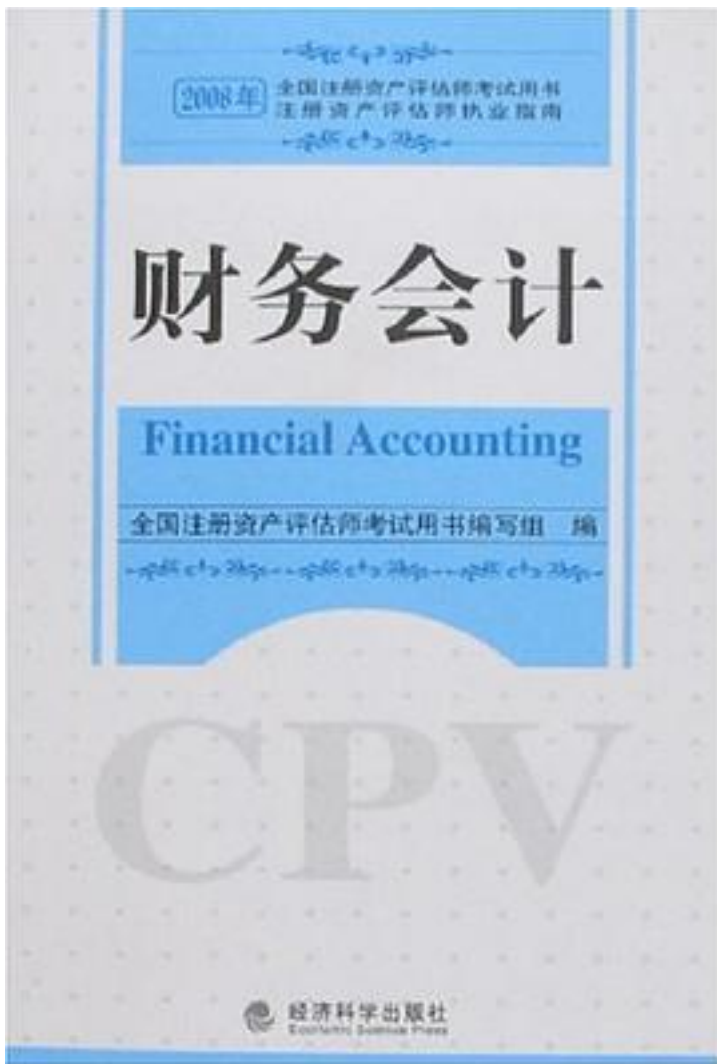 2008年
全国注册资产评估师考试用书
注册资产评估师执业指南
财务会计
Financial Accounting
全国注册资产评估师考试用书编写组 编
CPV
经济科学出版社
Economic Science Press